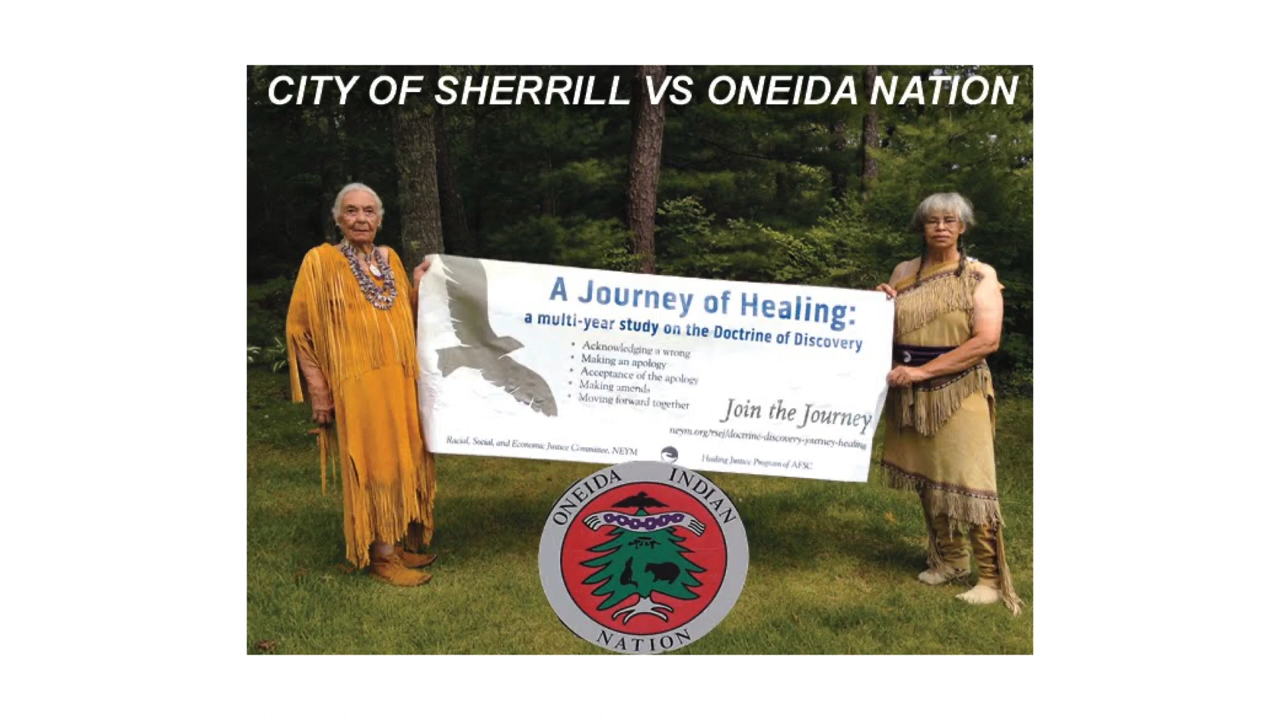 CITY OF SHERRILL VS ONEIDA NATION
A Journey of Healing:
a multi-year study on the Doctrine of Discovery
• Acknowledging a wrong
• Making an apology
• Acceptance of the apology
• Making amends
• Moving forward together
Join the Journey
neym.org/rsej/doctrine-discovery-journey-healing
Racial, Social, and Economic Justice Committee, NEYM
Healing Justice Program of AFSC
ONEIDA INDIAN
NATION